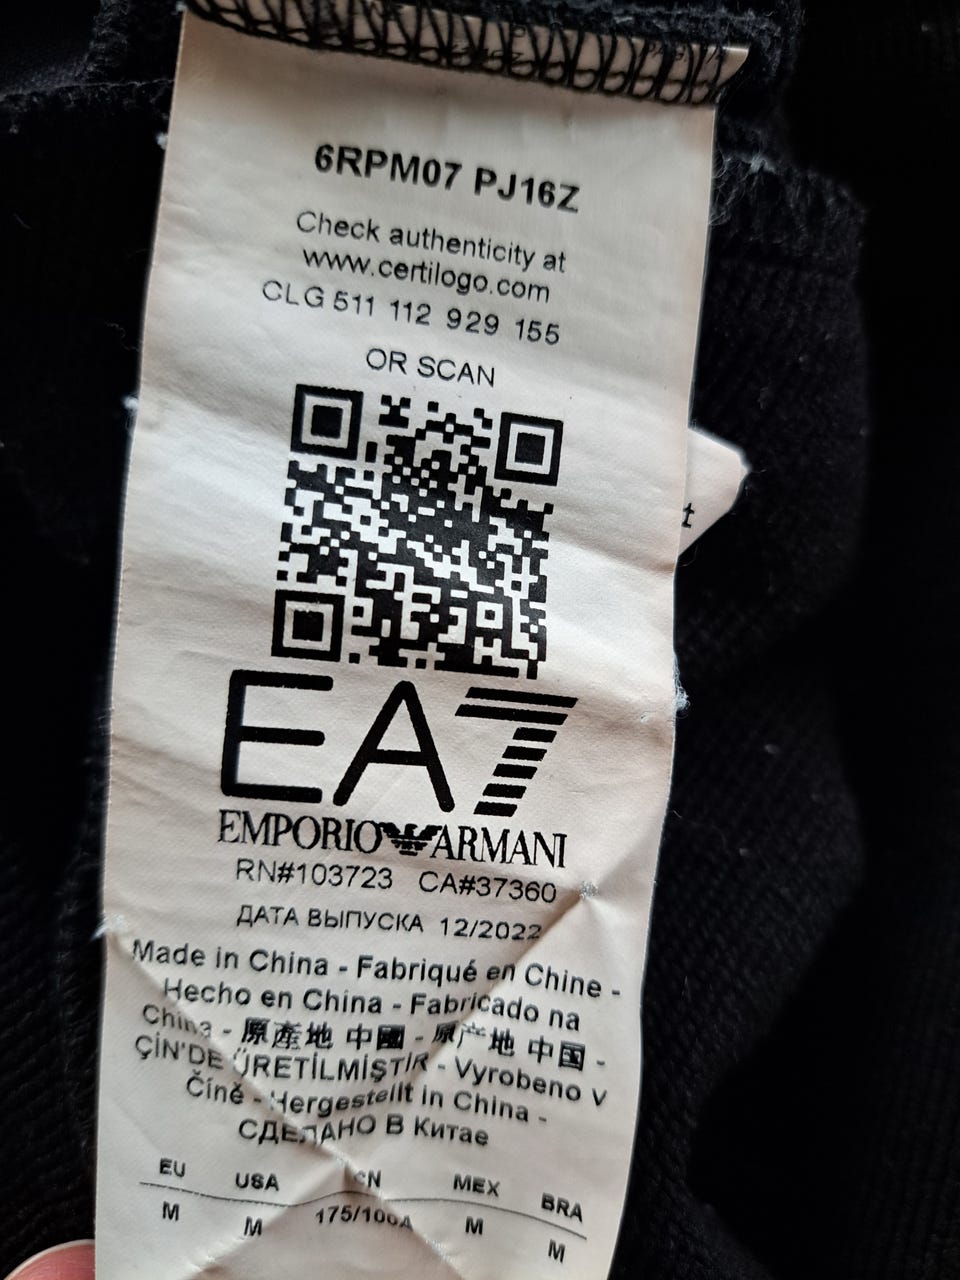 6RPM07 PJ16Z
Check authenticity at
www.certilogo.com
CLG 511 112 929 155
OR SCAN
EA7
EMPORIO ARMANI
RN#103723 CA#37360
ДАТА ВЫПУСКА 12/2022
Made in China - Fabriqué en Chine -
Hecho en China - Fabricado na
China - 原產地 中國 - 原产地 中国 -
ÇİN'DE ÜRETİLMİŞTİR - Vyrobeno v
Číně - Hergestellt in China -
СДЕЛАНО В Китае
EU USA CN MEX BRA
M M 175/100A M M
t